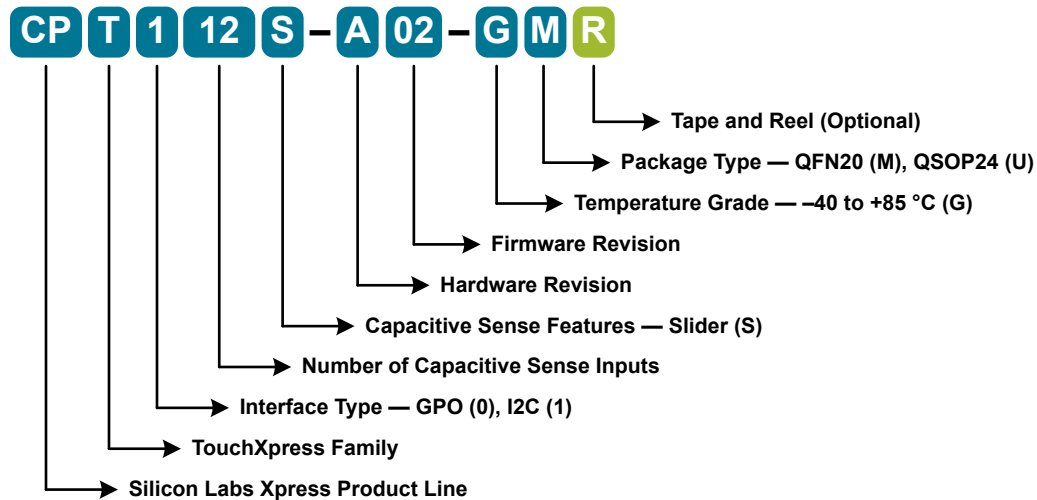 CP T 1 12 S – A 02 – G M R
Tape and Reel (Optional)
Package Type — QFN20 (M), QSOP24 (U)
Temperature Grade — –40 to +85 °C (G)
Firmware Revision
Hardware Revision
Capacitive Sense Features — Slider (S)
Number of Capacitive Sense Inputs
Interface Type — GPO (0), I2C (1)
TouchXpress Family
Silicon Labs Xpress Product Line